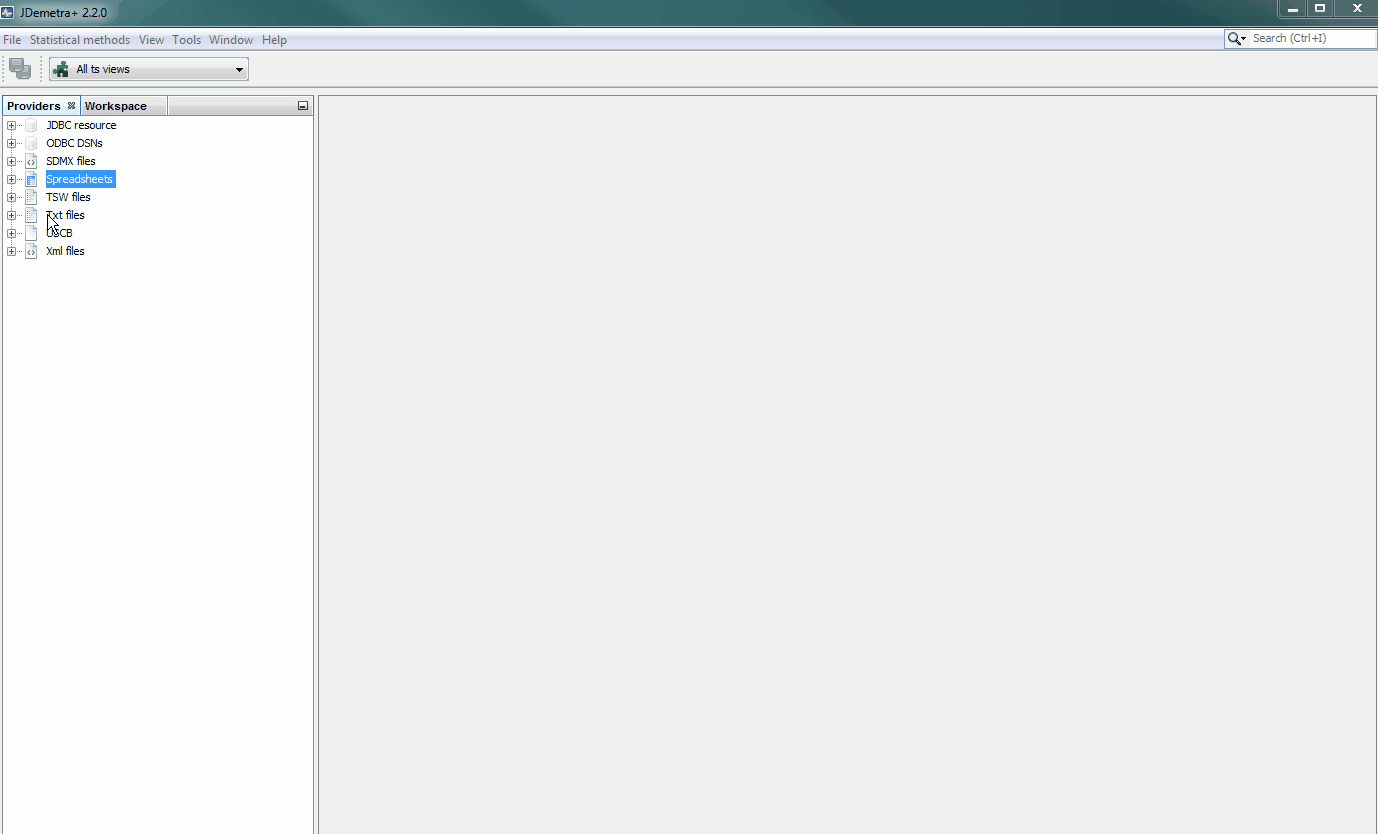 JDemetra+ 2.2.0
File Statistical methods View Tools Window Help
Search (Ctrl+I)
All ts views
Providers Workspace
JDBC resource
ODBC DSNs
SDMX files
Spreadsheets
TSW files
Txt files
USCB
Xml files